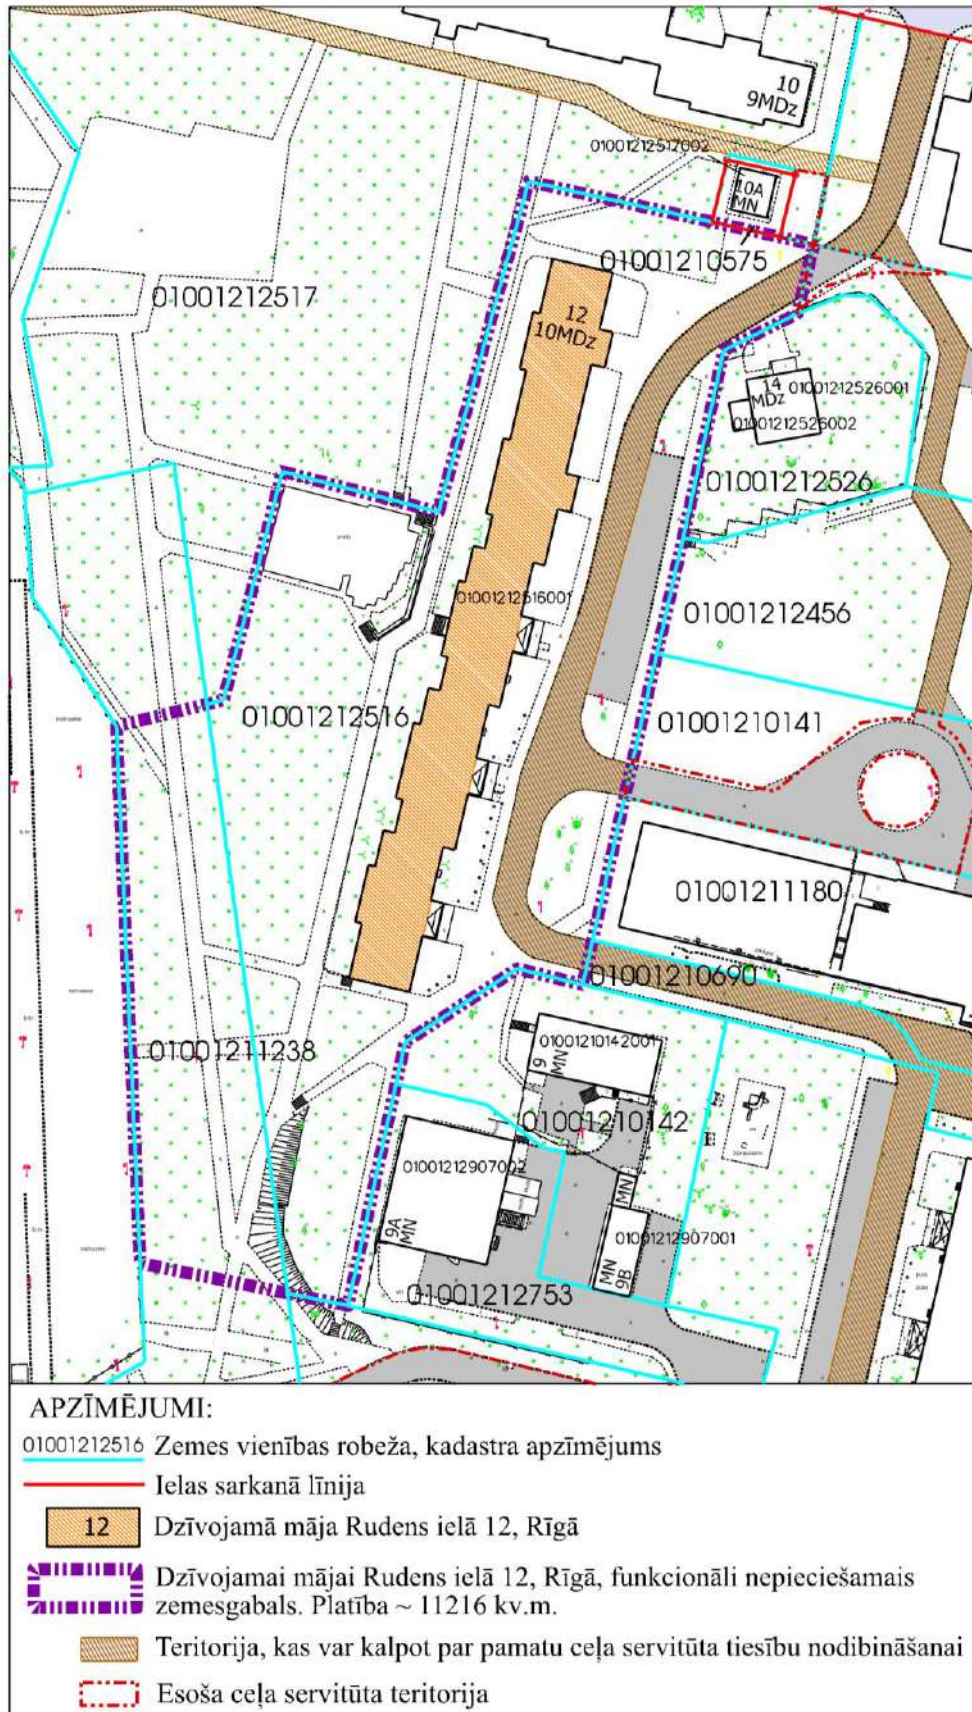 10
9MDz
01001212517002
10A
MN
01001210575
01001212517
12
10MDz
14
MDz
01001212526001
01001212526002
01001212526
01001212516001
01001212456
01001212516
01001210141
01001211180
01001210690
01001211238
01001210142001
9
MN
01001210142
01001212907002
9A
MN
MN
01001212907001
MN
9B
01001212753
APZĪMĒJUMI:
01001212516 Zemes vienības robeža, kadastra apzīmējums
Ielas sarkanā līnija
12 Dzīvojamā māja Rudens ielā 12, Rīgā
Dzīvojamai mājai Rudens ielā 12, Rīgā, funkcionāli nepieciešamais
zemesgabals. Platība ~ 11216 kv.m.
Teritorija, kas var kalpot par pamatu ceļa servitūta tiesību nodibināšanai
Esoša ceļa servitūta teritorija